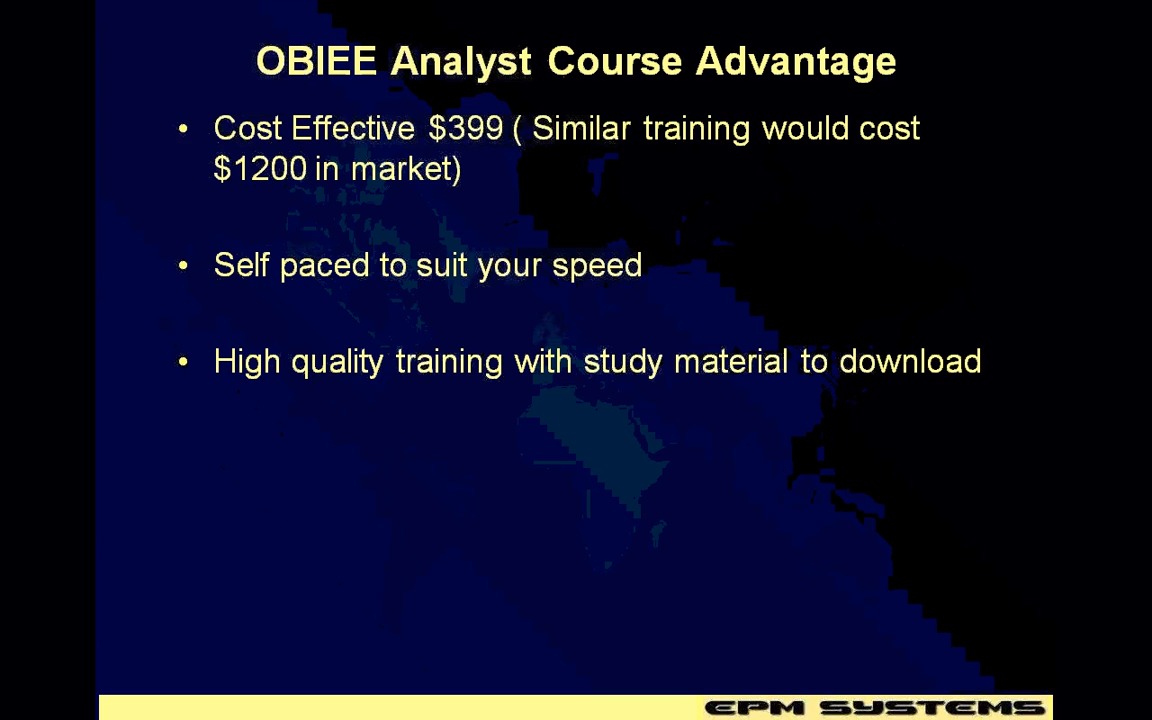 OBIEE Analyst Course Advantage
• Cost Effective $399 ( Similar training would cost
$1200 in market)
• Self paced to suit your speed
• High quality training with study material to download
EPM SYSTEMS